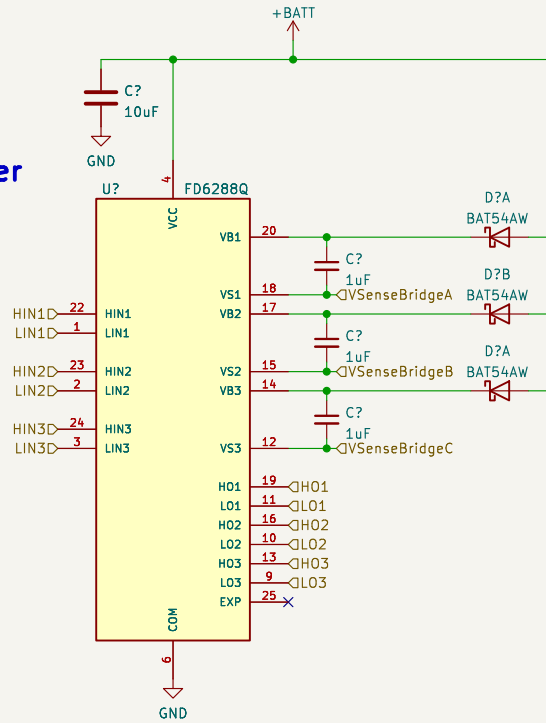 +BATT
C?
10uF
GND
er
U?
FD6288Q
4
VCC
D?A
BAT54AW
VB1
20
C?
1uF
VS1
18
VSenseBridgeA
D?B
BAT54AW
HIN1
22
HIN1
VB2
17
LIN1
1
LIN1
C?
1uF
HIN2
23
HIN2
VS2
15
VSenseBridgeB
D?A
BAT54AW
LIN2
2
LIN2
VB3
14
C?
1uF
HIN3
24
HIN3
LIN3
3
LIN3
VS3
12
VSenseBridgeC
HO1
19
HO1
LO1
11
LO1
HO2
16
HO2
LO2
10
LO2
HO3
13
HO3
LO3
9
LO3
EXP
25
COM
6
GND